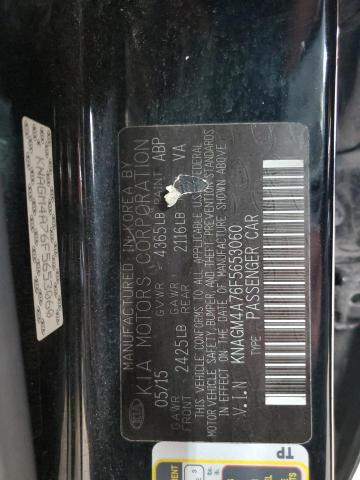 MANUFACTURED IN KOREA BY
KIA MOTORS CORPORATION
05/15 GVWR 4365LB PAINT ABP
GAWR FRONT 2425LB GAWR REAR 2116LB VA
THIS VEHICLE CONFORMS TO ALL APPLICABLE U.S. FEDERAL
MOTOR VEHICLE SAFETY, BUMPER, AND THEFT PREVENTION STANDARDS
IN EFFECT ON THE DATE OF MANUFACTURE SHOWN ABOVE.
V.I.N KNAGM4A76F5653060
TYPE PASSENGER CAR
KIA
TP